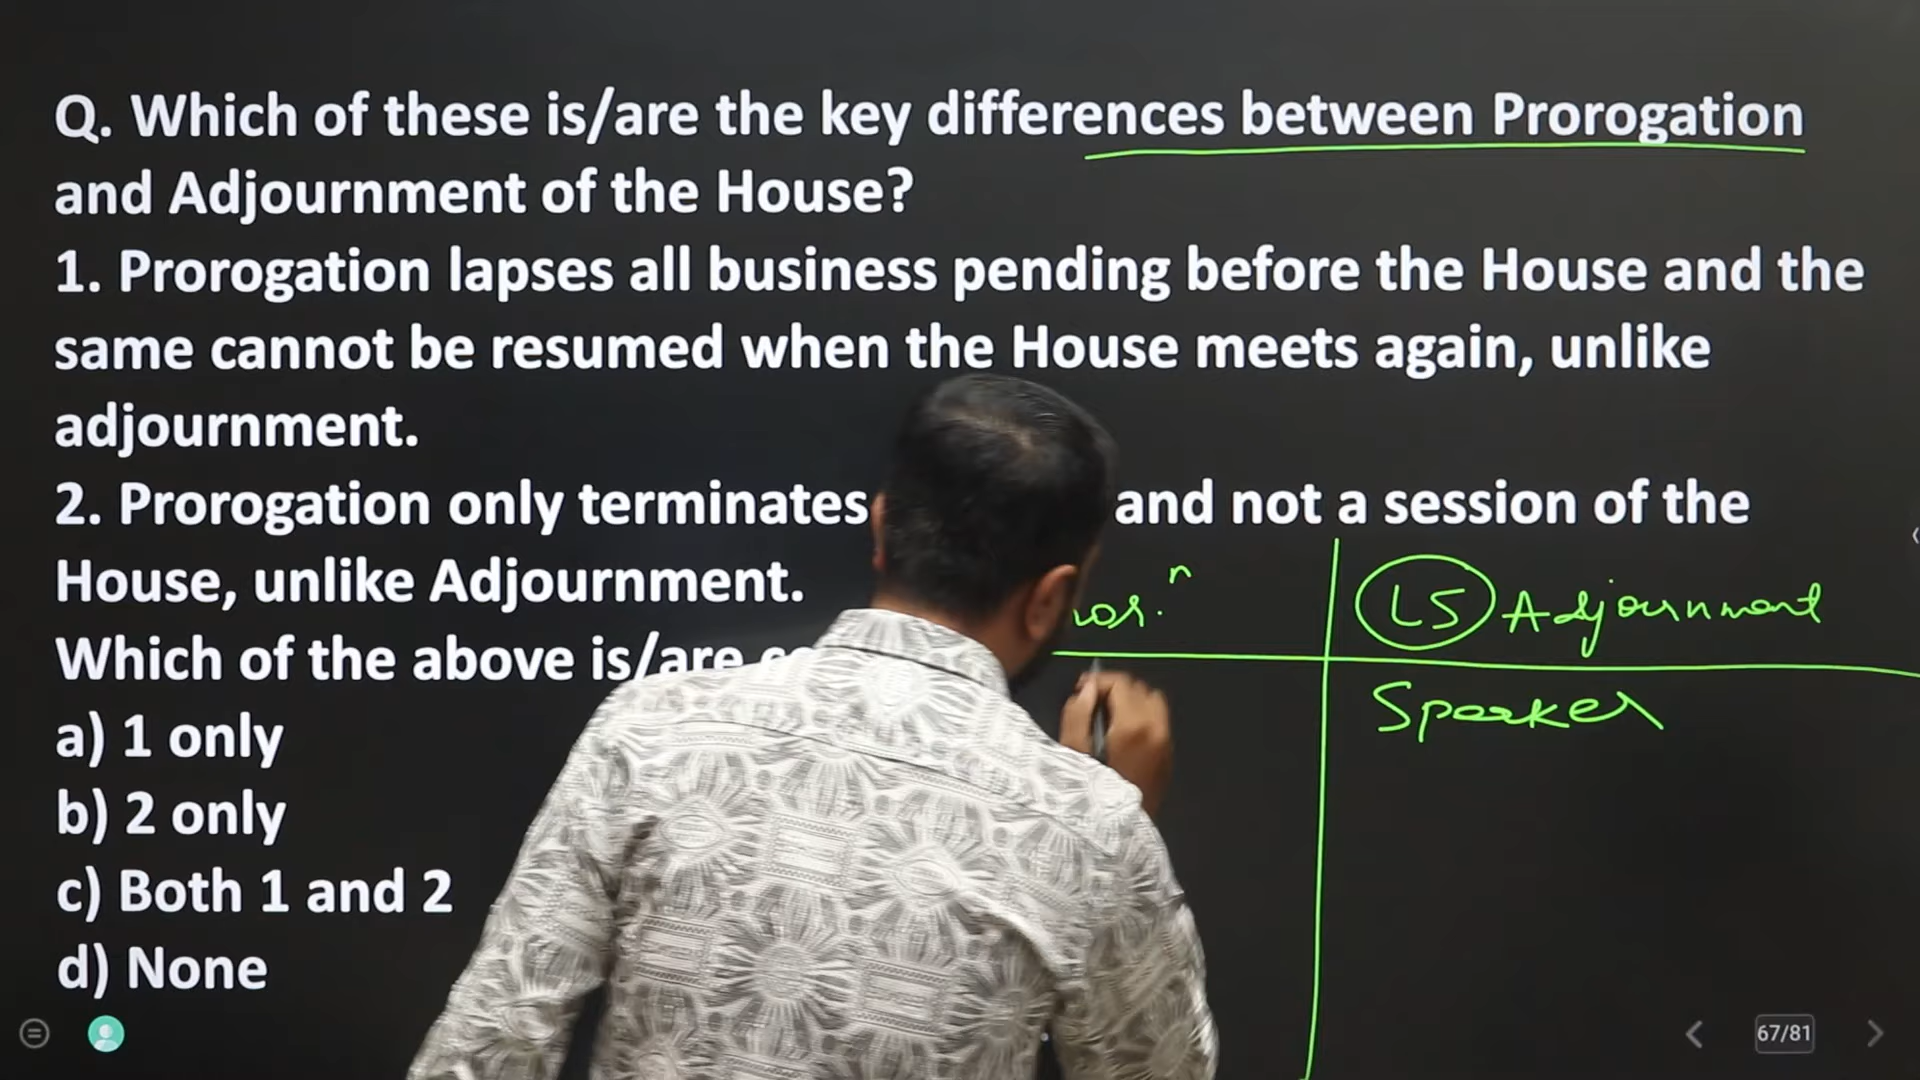 Q. Which of these is/are the key differences between Prorogation
and Adjournment of the House?
1. Prorogation lapses all business pending before the House and the
same cannot be resumed when the House meets again, unlike
adjournment.
2. Prorogation only terminates and not a session of the
House, unlike Adjournment.
Which of the above is/are
a) 1 only
b) 2 only
c) Both 1 and 2
d) None
LS Adjournment
Speaker
67/81